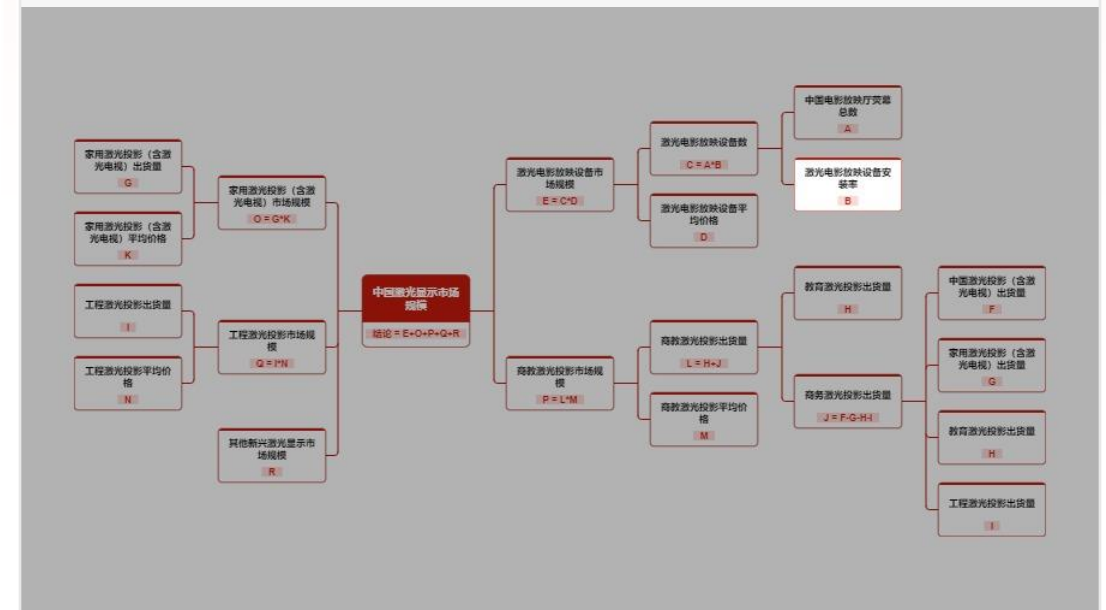 家用激光投影（含激
光电视）出货量
G
家用激光投影（含激
光电视）平均价格
K
家用激光投影（含激
光电视）市场规模
O = G*K
工程激光投影出货量
I
工程激光投影平均价
格
N
工程激光投影市场规
模
Q = I*N
其他新兴激光显示市
场规模
R
中国激光显示市场
规模
结论 = E+O+P+Q+R
激光电影放映设备市
场规模
E = C*D
激光电影放映设备数
C = A*B
激光电影放映设备平
均价格
D
中国电影放映厅荧幕
总数
A
激光电影放映设备安
装率
B
商教激光投影市场规
模
P = L*M
商教激光投影出货量
L = H+J
商教激光投影平均价
格
M
教育激光投影出货量
H
商务激光投影出货量
J = F-G-H-I
中国激光投影（含激
光电视）出货量
F
家用激光投影（含激
光电视）出货量
G
教育激光投影出货量
H
工程激光投影出货量
I